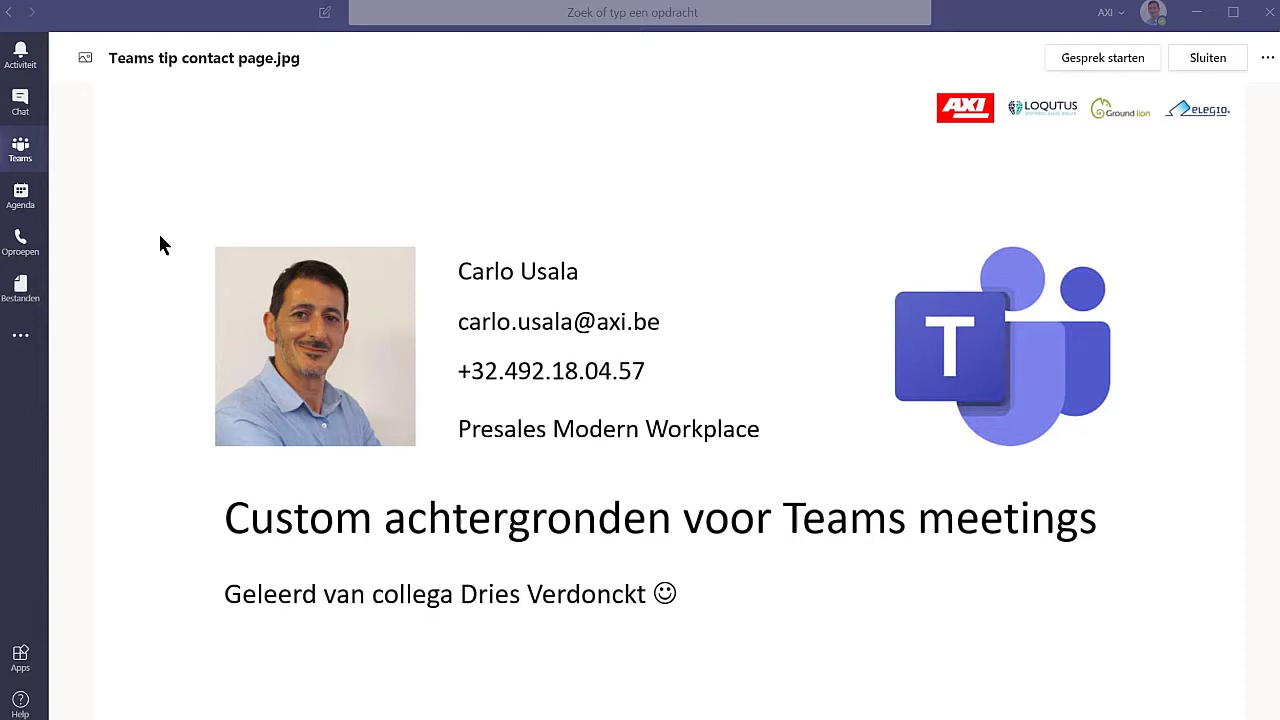 Zoek of typ een opdracht
AXI
Activiteit
Chat
Teams
Agenda
Oproepen
Bestanden
Apps
Help
Teams tip contact page.jpg
Gesprek starten
Sluiten
AXI
LOQUTUS
Ground lion
ELEGIO
Carlo Usala
carlo.usala@axi.be
+32.492.18.04.57
Presales Modern Workplace
T
Custom achtergronden voor Teams meetings
Geleerd van collega Dries Verdonckt ☺